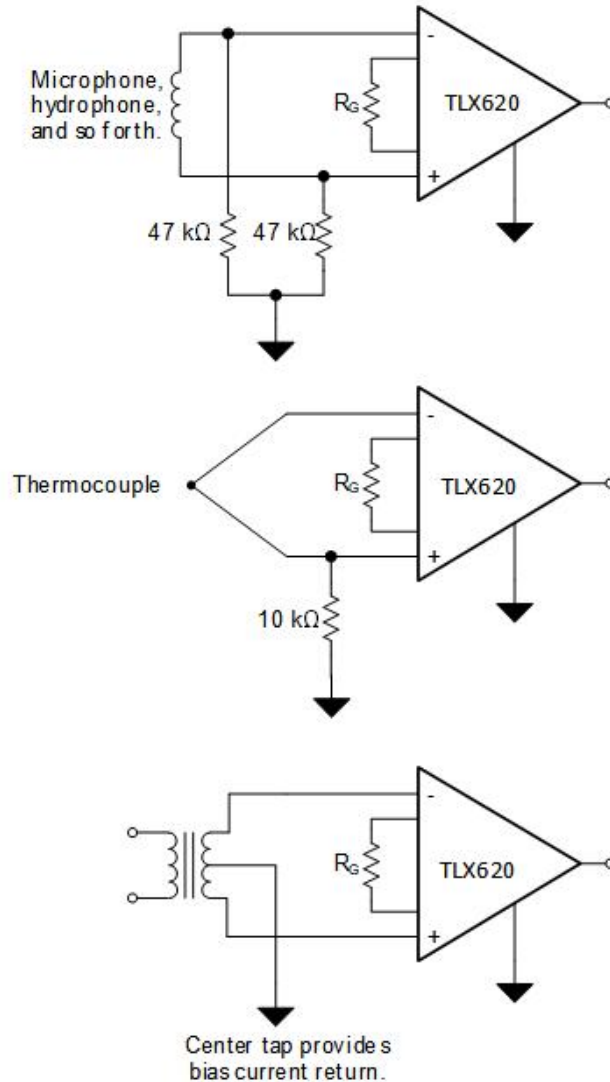 -
Microphone,
hydrophone,
and so forth.
RG
TLX620
+
47 kΩ
47 kΩ
-
Thermocouple
RG
TLX620
+
10 kΩ
-
RG
TLX620
+
Center tap provides
bias current return.